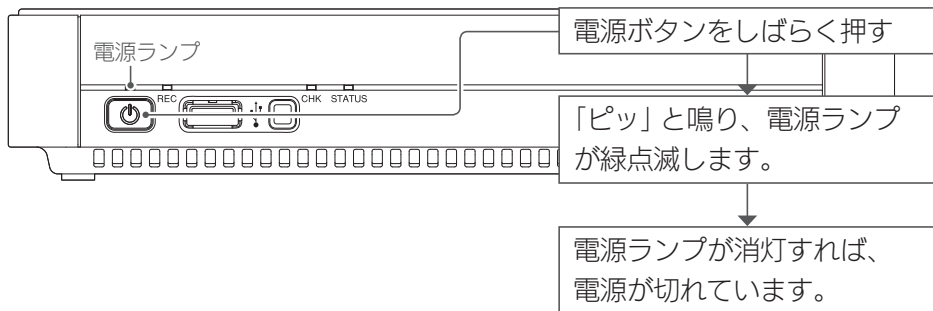 電源ボタンをしばらく押す
電源ランプ
REC
CHK
STATUS
「ピッ」と鳴り、電源ランプ
が緑点滅します。
電源ランプが消灯すれば、
電源が切れています。